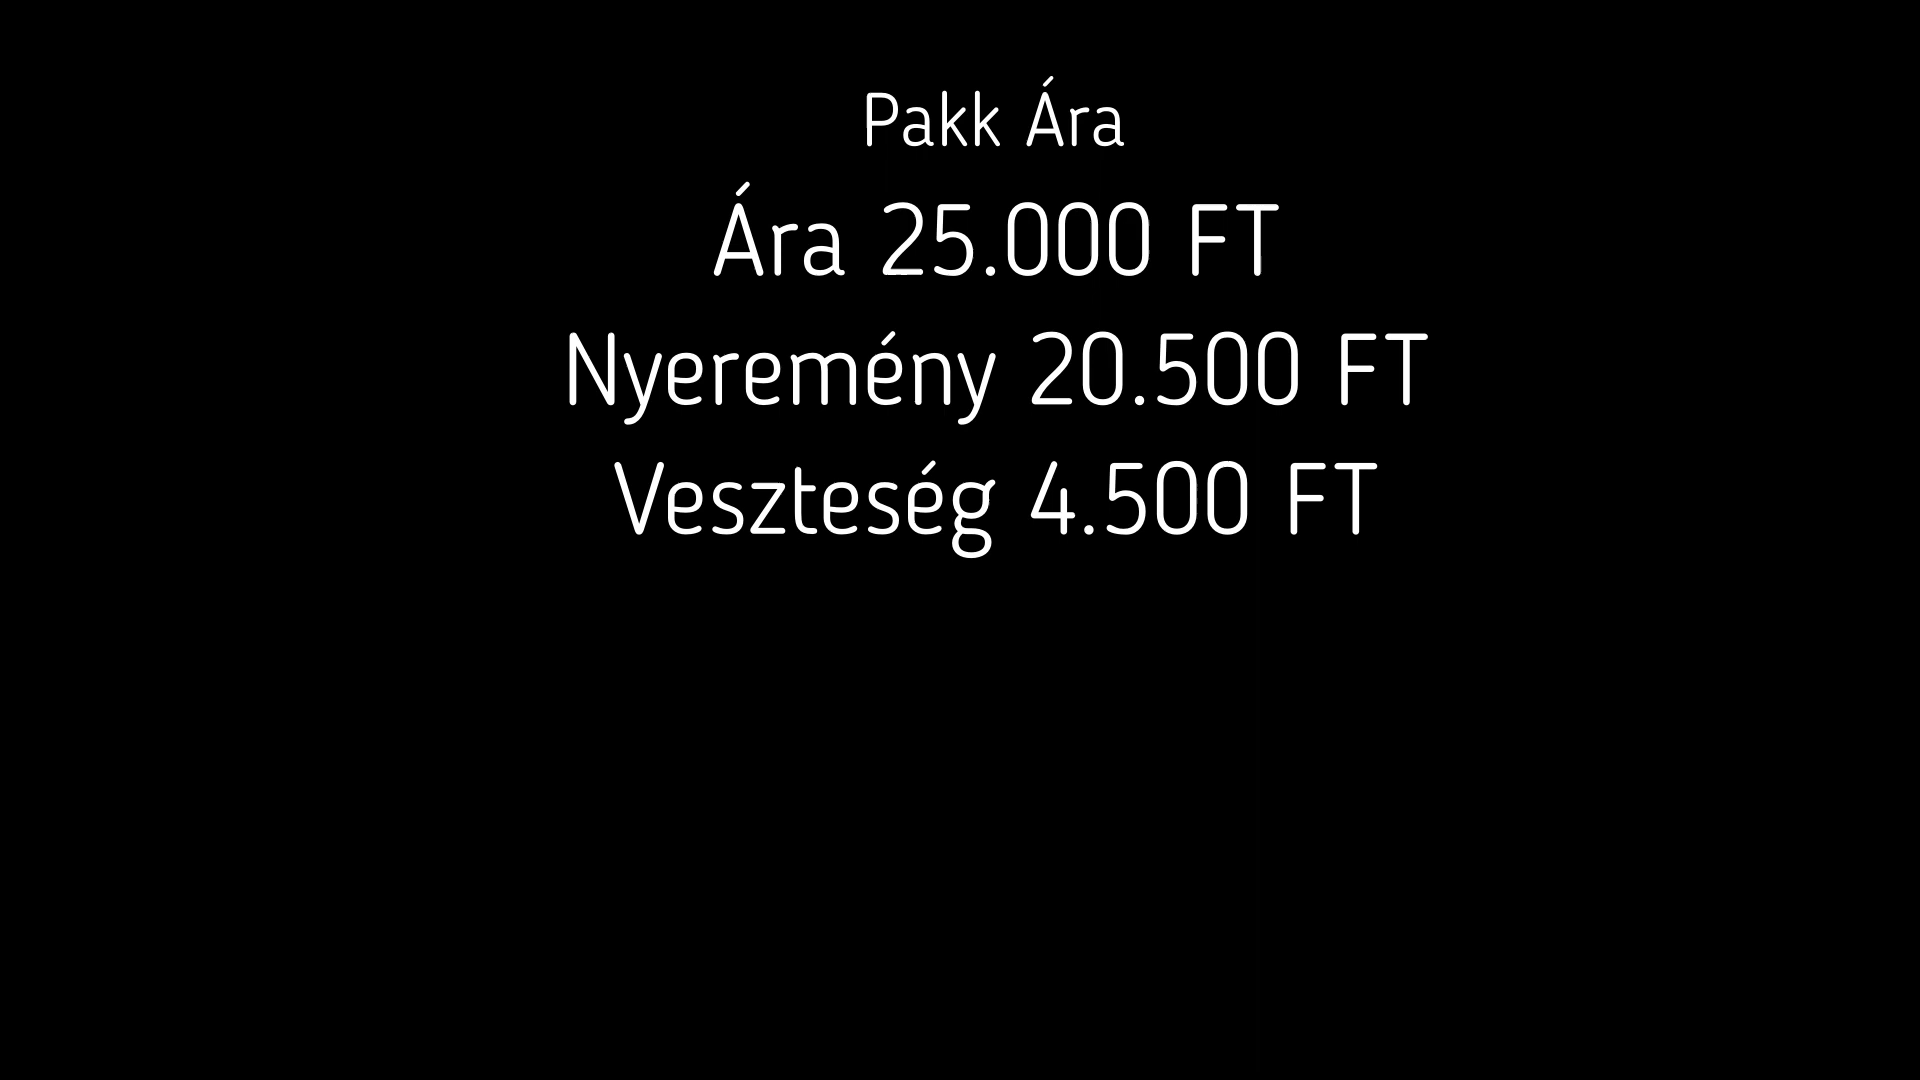 Pakk Ára
Ára 25.000 FT
Nyeremény 20.500 FT
Veszteség 4.500 FT